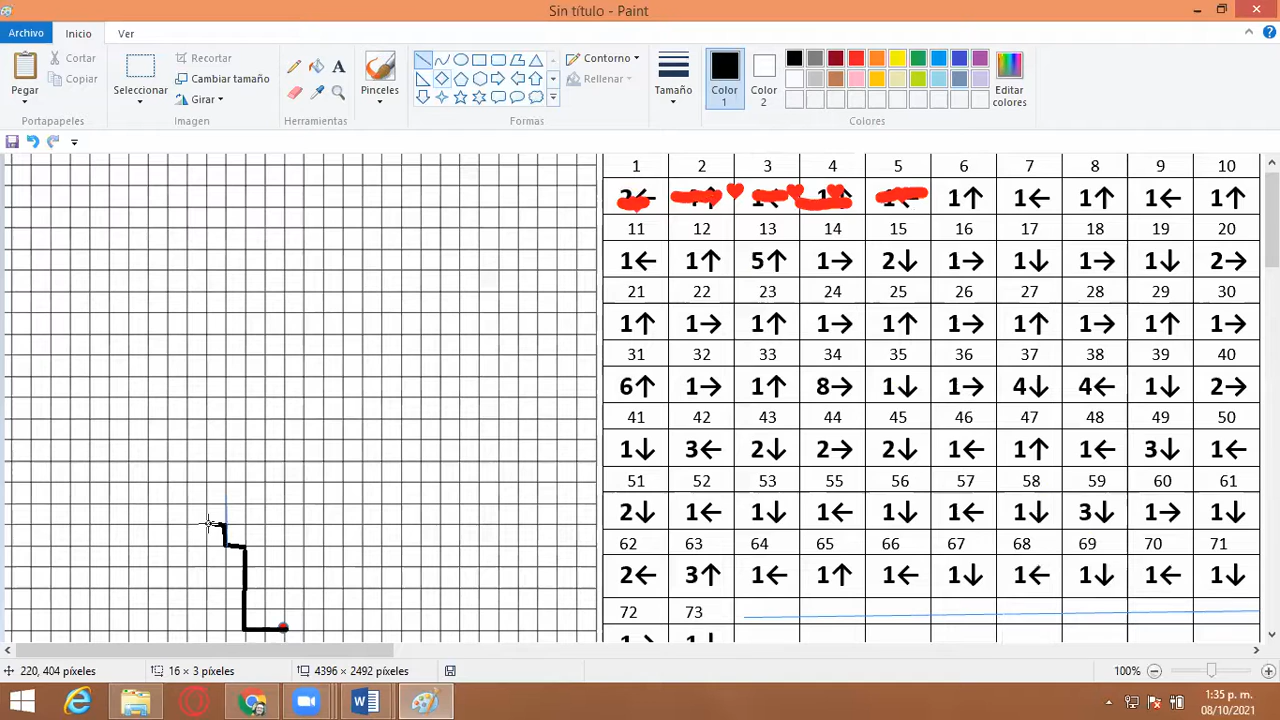 Sin título - Paint
Archivo Inicio Ver
Pegar
Cortar
Copiar
Portapapeles
Seleccionar
Recortar
Cambiar tamaño
Girar
Imagen
A
Herramientas
Pinceles
Contorno
Rellenar
Formas
Tamaño
Color 1
Color 2
Editar colores
Colores
1 2 3 4 5 6 7 8 9 10
1↑ 1← 1↑ 1← 1↑
11 12 13 14 15 16 17 18 19 20
1← 1↑ 5↑ 1→ 2↓ 1→ 1↓ 1→ 1↓ 2→
21 22 23 24 25 26 27 28 29 30
1↑ 1→ 1↑ 1→ 1↑ 1→ 1↑ 1→ 1↑ 1→
31 32 33 34 35 36 37 38 39 40
6↑ 1→ 1↑ 8→ 1↓ 1→ 4↓ 4← 1↓ 2→
41 42 43 44 45 46 47 48 49 50
1↓ 3← 2↓ 2→ 2↓ 1← 1↑ 1← 3↓ 1←
51 52 53 55 56 57 58 59 60 61
2↓ 1← 1↓ 1← 1↓ 1← 1↓ 3↓ 1→ 1↓
62 63 64 65 66 67 68 69 70 71
2← 3↑ 1← 1↑ 1← 1↓ 1← 1↓ 1← 1↓
72 73
1→ 1↓
220, 404 píxeles
16 × 3 píxeles
4396 × 2492 píxeles
100%
1:35 p. m.
08/10/2021